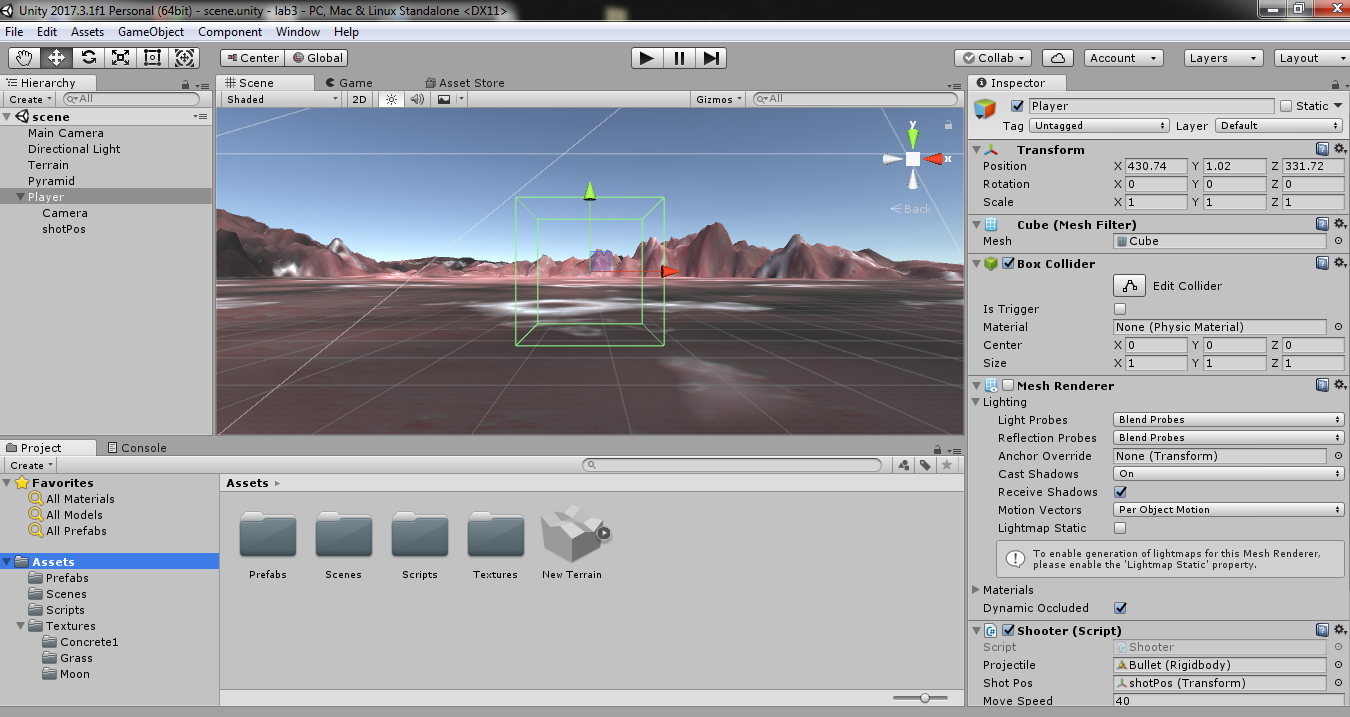 Unity 2017.3.1f1 Personal (64bit) - scene.unity - lab3 - PC, Mac & Linux Standalone <DX11>
File Edit Assets GameObject Component Window Help
Center Global Collab Account Layers Layout
Hierarchy
Create All
scene
Main Camera
Directional Light
Terrain
Pyramid
Player
Camera
shotPos
Scene Game Asset Store
Shaded 2D Gizmos All
y
x
Back
Inspector
Player Static
Tag Untagged Layer Default
Transform
Position X 430.74 Y 1.02 Z 331.72
Rotation X 0 Y 0 Z 0
Scale X 1 Y 1 Z 1
Cube (Mesh Filter)
Mesh Cube
Box Collider
Edit Collider
Is Trigger
Material None (Physic Material)
Center X 0 Y 0 Z 0
Size X 1 Y 1 Z 1
Mesh Renderer
Lighting
Light Probes Blend Probes
Reflection Probes Blend Probes
Anchor Override None (Transform)
Cast Shadows On
Receive Shadows
Motion Vectors Per Object Motion
Lightmap Static
To enable generation of lightmaps for this Mesh Renderer,
please enable the 'Lightmap Static' property.
Materials
Dynamic Occluded
Shooter (Script)
Script Shooter
Projectile Bullet (Rigidbody)
Shot Pos shotPos (Transform)
Move Speed 40
Project Console
Create
Favorites
All Materials
All Models
All Prefabs
Assets
Prefabs
Scenes
Scripts
Textures
Concrete1
Grass
Moon
Assets
Prefabs Scenes Scripts Textures New Terrain